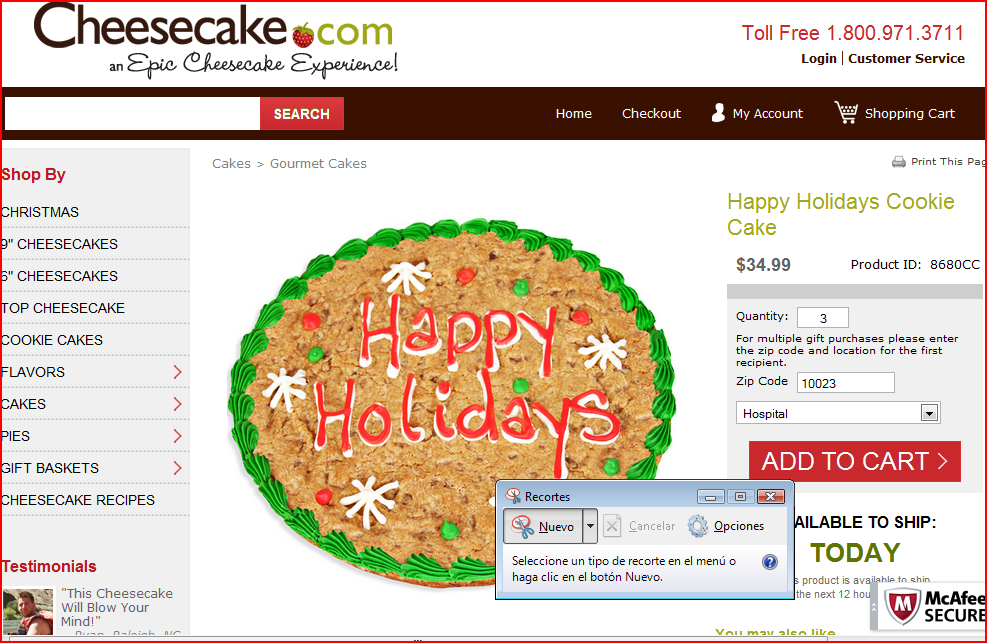 Cheesecake.com
an Epic Cheesecake Experience!
Toll Free 1.800.971.3711
Login | Customer Service
SEARCH
Home
Checkout
My Account
Shopping Cart
Shop By
CHRISTMAS
9" CHEESECAKES
6" CHEESECAKES
TOP CHEESECAKE
COOKIE CAKES
FLAVORS
CAKES
PIES
GIFT BASKETS
CHEESECAKE RECIPES
Testimonials
"This Cheesecake
Will Blow Your
Mind!"
- Ryan, Raleigh, NC
Cakes > Gourmet Cakes
Print This Pag
Happy
Holidays
Happy Holidays Cookie
Cake
$34.99
Product ID: 8680CC
Quantity: 3
For multiple gift purchases please enter
the zip code and location for the first
recipient.
Zip Code 10023
Hospital
ADD TO CART >
Recortes
Nuevo
Cancelar
Opciones
Seleccione un tipo de recorte en el menú o
haga clic en el botón Nuevo.
AILABLE TO SHIP:
TODAY
s product is available to ship
the next 12 hou
McAfee
SECURE
You may also like